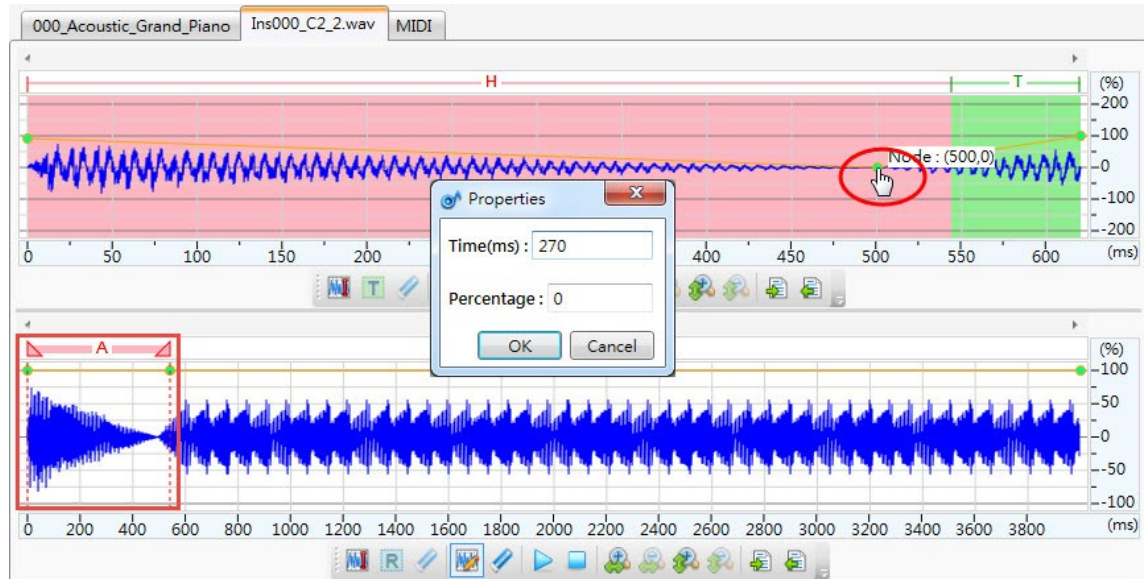 000_Acoustic_Grand_Piano Ins000_C2_2.wav MIDI
H T (%)
200
100
Node : (500,0)
0
-100
-200
0 50 100 150 200 400 450 500 550 600 (ms)
Properties
Time(ms) : 270
Percentage : 0
OK Cancel
T
A (%)
100
50
0
-50
-100
0 200 400 600 800 1000 1200 1400 1600 1800 2000 2200 2400 2600 2800 3000 3200 3400 3600 3800 (ms)
R